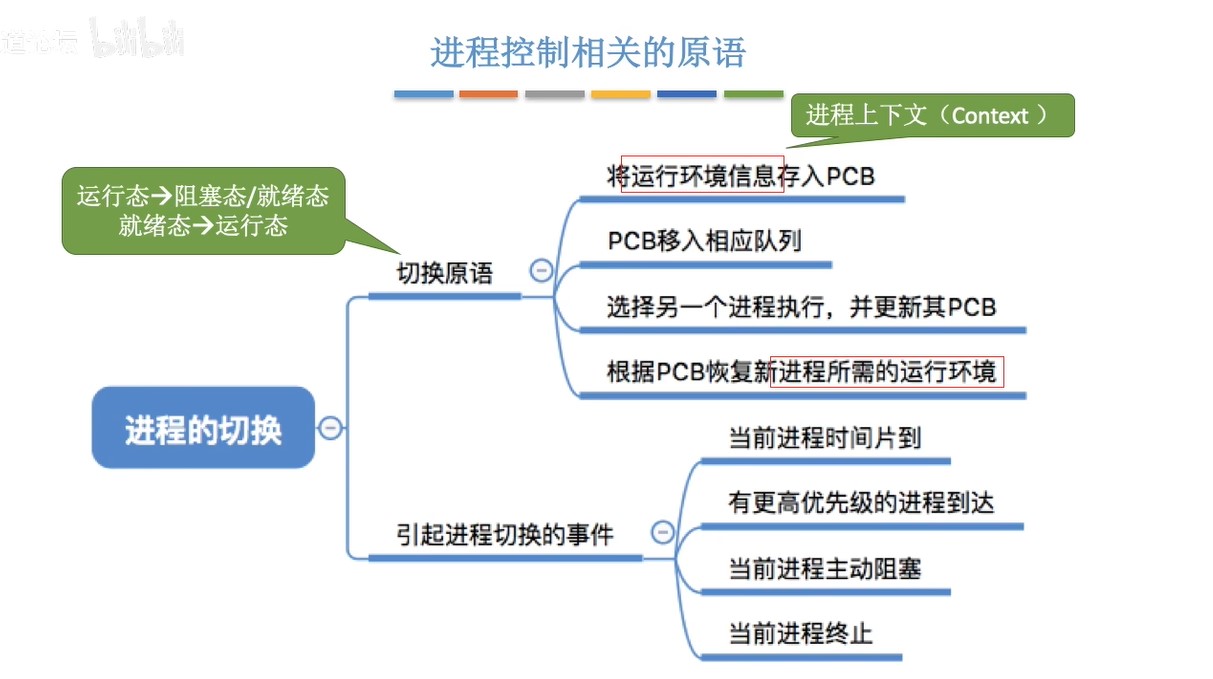 进程控制相关的原语
进程上下文（Context ）
将运行环境信息存入PCB
运行态→阻塞态/就绪态
就绪态→运行态
PCB移入相应队列
切换原语
选择另一个进程执行，并更新其PCB
根据PCB恢复新进程所需的运行环境
进程的切换
当前进程时间片到
有更高优先级的进程到达
引起进程切换的事件
当前进程主动阻塞
当前进程终止